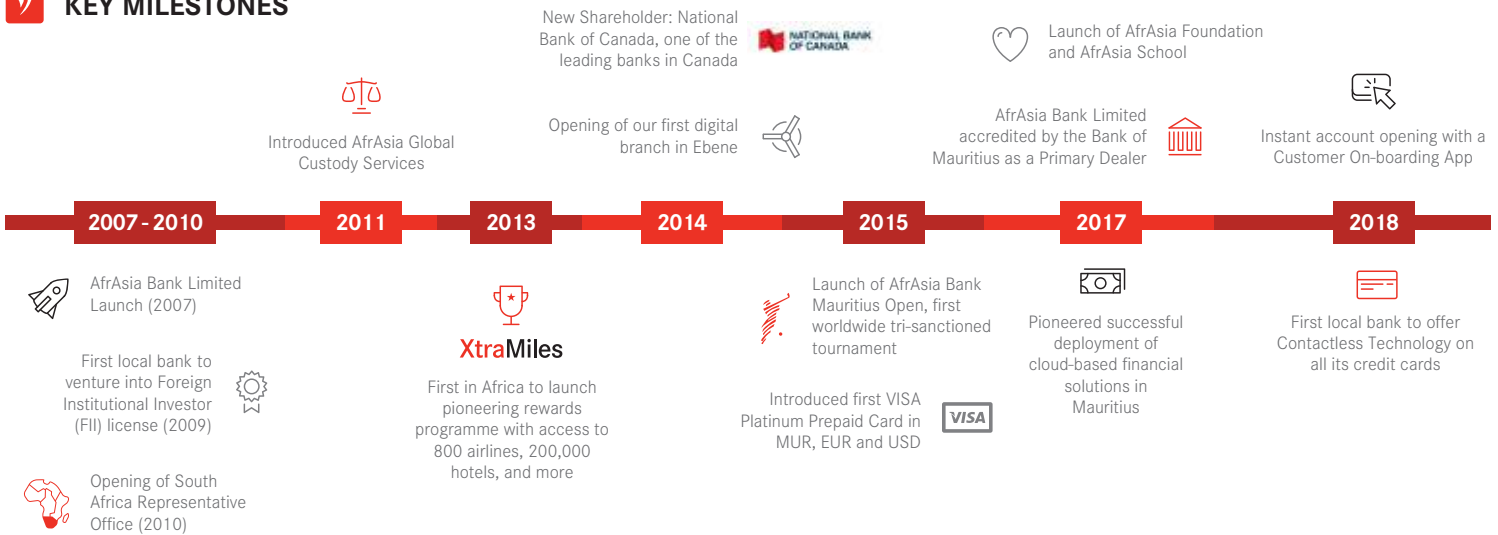 KEY MILESTONES
New Shareholder: National
Bank of Canada, one of the
leading banks in Canada
NATIONAL BANK
OF CANADA
Launch of AfrAsia Foundation
and AfrAsia School
Introduced AfrAsia Global
Custody Services
Opening of our first digital
branch in Ebene
AfrAsia Bank Limited
accredited by the Bank of
Mauritius as a Primary Dealer
Instant account opening with a
Customer On-boarding App
2007-2010
2011
2013
2014
2015
2017
2018
AfrAsia Bank Limited
Launch (2007)
First local bank to
venture into Foreign
Institutional Investor
(FII) license (2009)
Opening of South
Africa Representative
Office (2010)
XtraMiles
First in Africa to launch
pioneering rewards
programme with access to
800 airlines, 200,000
hotels, and more
Launch of AfrAsia Bank
Mauritius Open, first
worldwide tri-sanctioned
tournament
Introduced first VISA
Platinum Prepaid Card in
MUR, EUR and USD
VISA
Pioneered successful
deployment of
cloud-based financial
solutions in
Mauritius
First local bank to offer
Contactless Technology on
all its credit cards